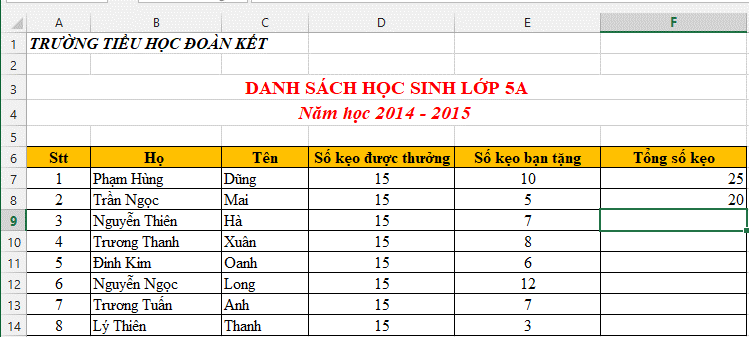 A B C D E F
1 TRƯỜNG TIỂU HỌC ĐOÀN KẾT
2
3 DANH SÁCH HỌC SINH LỚP 5A
4 Năm học 2014 - 2015
5
6 Stt Họ Tên Số kẹo được thưởng Số kẹo bạn tặng Tổng số kẹo
7 1 Phạm Hùng Dũng 15 10 25
8 2 Trần Ngọc Mai 15 5 20
9 3 Nguyễn Thiên Hà 15 7
10 4 Trương Thanh Xuân 15 8
11 5 Đinh Kim Oanh 15 6
12 6 Nguyễn Ngọc Long 15 12
13 7 Trương Tuấn Anh 15 7
14 8 Lý Thiên Thanh 15 3